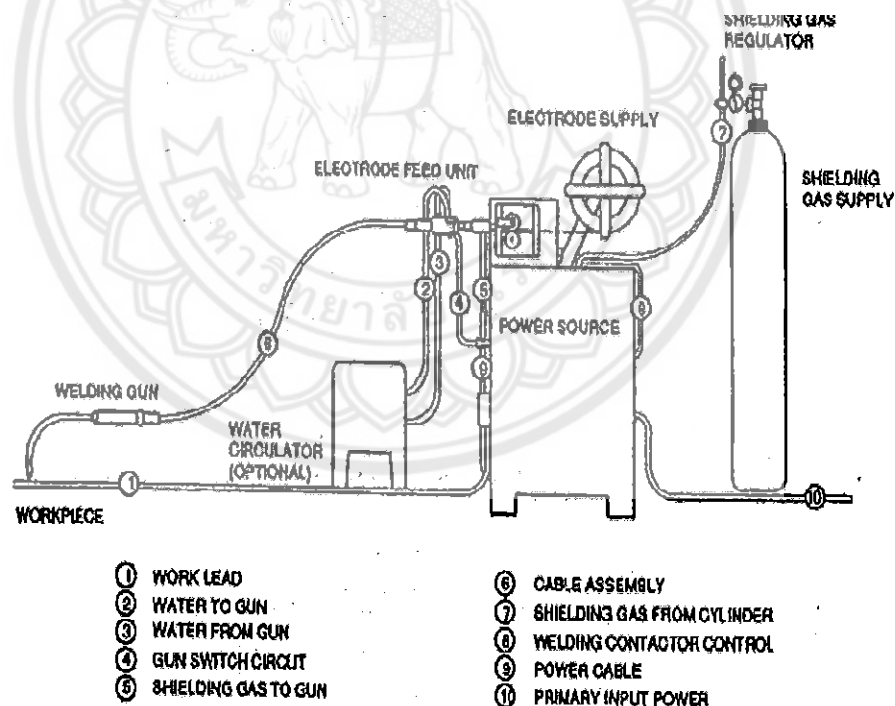 SHIELDING GAS
REGULATOR
ELECTRODE SUPPLY
ELECTRODE FEED UNIT
SHIELDING
GAS SUPPLY
POWER SOURCE
WELDING GUN
WATER
CIRCULATOR
(OPTIONAL)
WORKPIECE
1 WORK LEAD
2 WATER TO GUN
3 WATER FROM GUN
4 GUN SWITCH CIRCUT
5 SHIELDING GAS TO GUN
6 CABLE ASSEMBLY
7 SHIELDING GAS FROM CYLINDER
8 WELDING CONTACTOR CONTROL
9 POWER CABLE
10 PRIMARY INPUT POWER